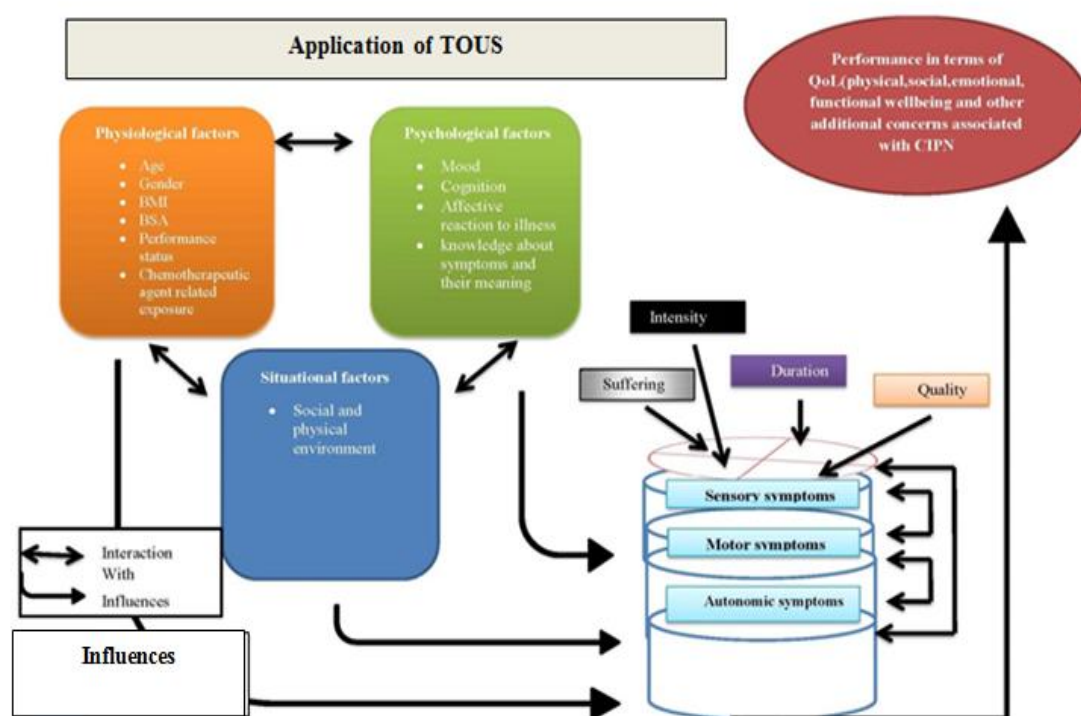 Application of TOUS
Performance in terms of
QoL(physical,social,emotional,
functional wellbeing and other
additional concerns associated
with CIPN
Physiological factors
• Age
• Gender
• BMI
• BSA
• Performance
status
• Chemotherapeutic
agent related
exposure
Psychological factors
• Mood
• Cognition
• Affective
reaction to illness
• knowledge about
symptoms and
their meaning
Situational factors
• Social and
physical
environment
Intensity
Suffering
Duration
Quality
Sensory symptoms
Motor symptoms
Autonomic symptoms
Interaction
With
Influences
Influences